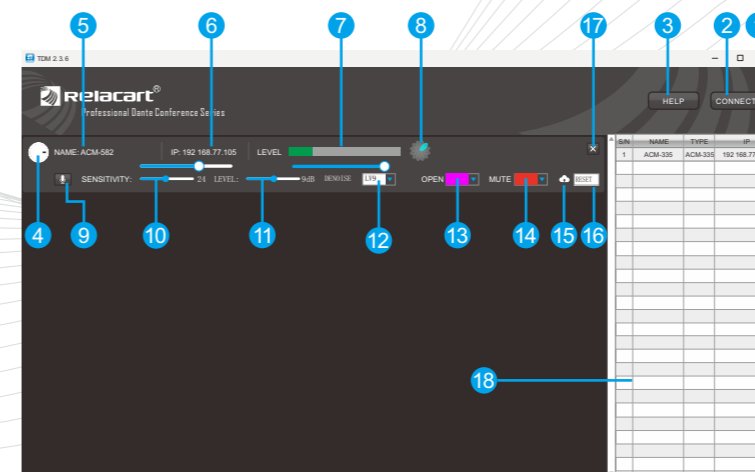 5 6 7 8 17 3 2
TDM 2.3.6
Relacart®
Professional Dante Conference Series
HELP CONNECT
NAME: ACM-582 IP: 192 168.77.105 LEVEL
SENSITIVITY: 24 LEVEL: 9dB DENOISE LV9 OPEN MUTE RESET
S/N NAME TYPE IP
1 ACM-335 ACM-335 192 168.77
4 9 10 11 12 13 14 15 16
18